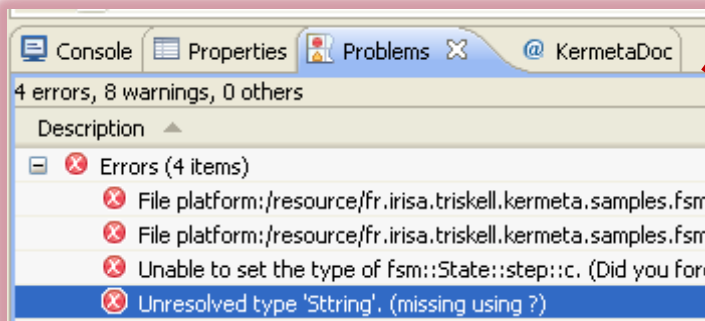 Console Properties Problems @ KermetaDoc
4 errors, 8 warnings, 0 others
Description
Errors (4 items)
File platform:/resource/fr.irisa.triskell.kermeta.samples.fsm
File platform:/resource/fr.irisa.triskell.kermeta.samples.fsm
Unable to set the type of fsm::State::step::c. (Did you for
Unresolved type 'Sttring'. (missing using ?)